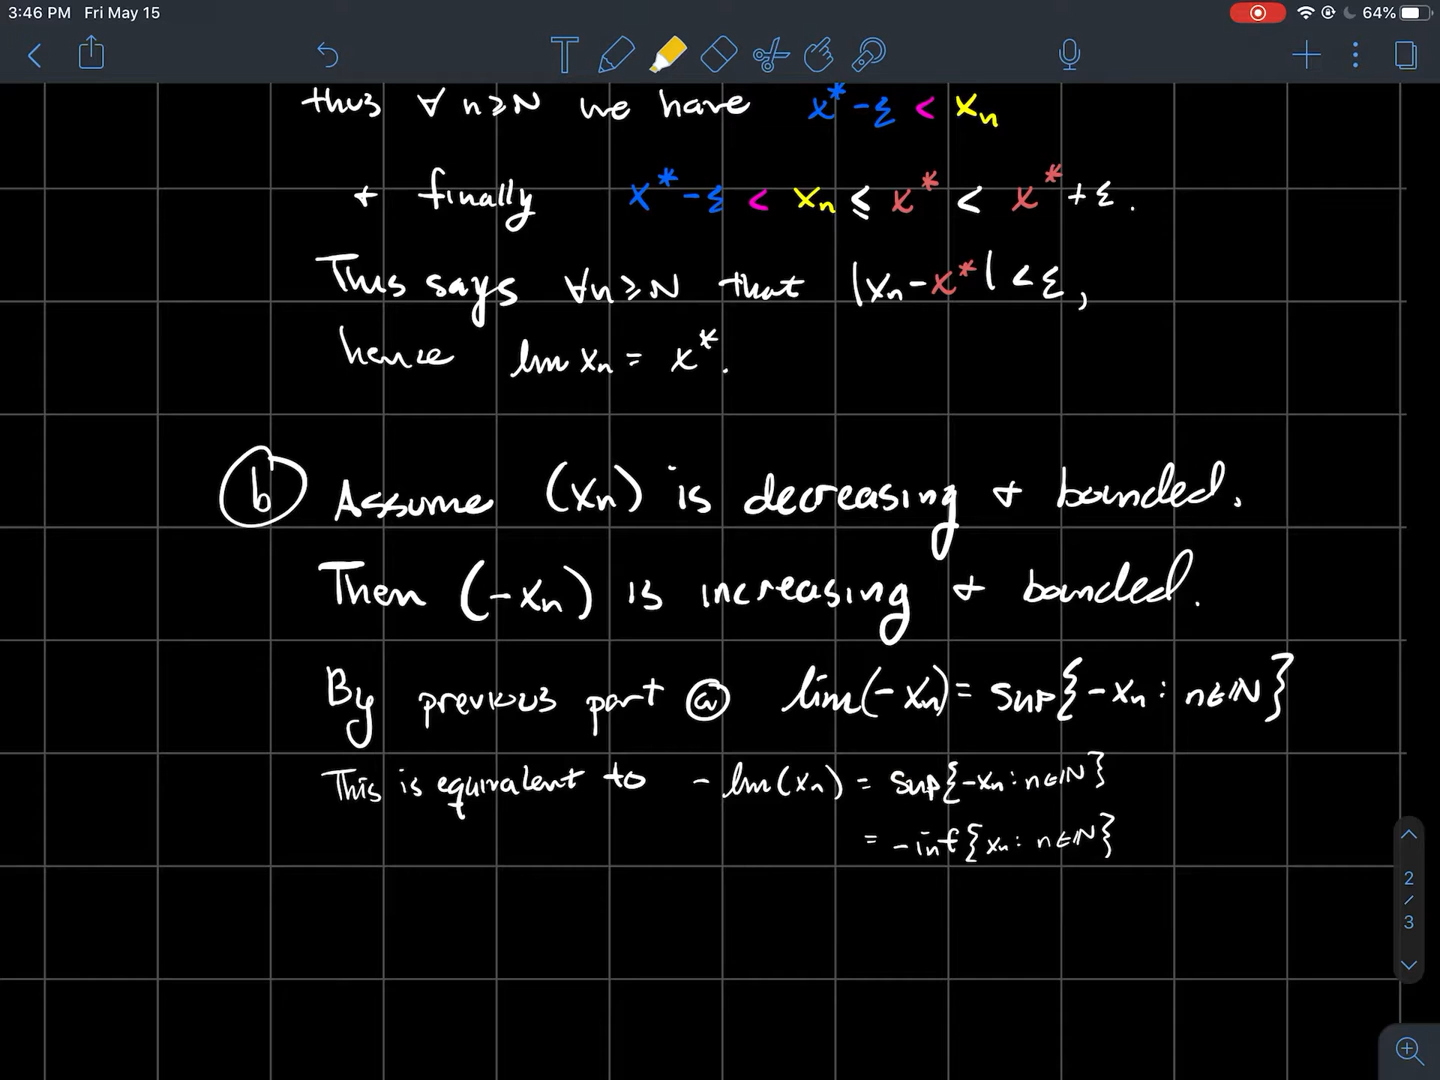 3:46 PM Fri May 15 64%
thus ∀ n ≥ N we have x* - ε < xn
+ finally x* - ε < xn ≤ x* < x* + ε .
This says ∀n ≥ N that |xn - x*| < ε,
hence lim xn = x*.
b Assume (xn) is decreasing + bounded.
Then (-xn) is increasing + bounded.
By previous part a lim(-xn) = sup{-xn : n∈ℕ}
This is equivalent to - lim(xn) = sup{-xn : n∈ℕ}
= -inf{xn : n∈ℕ}
2
/
3